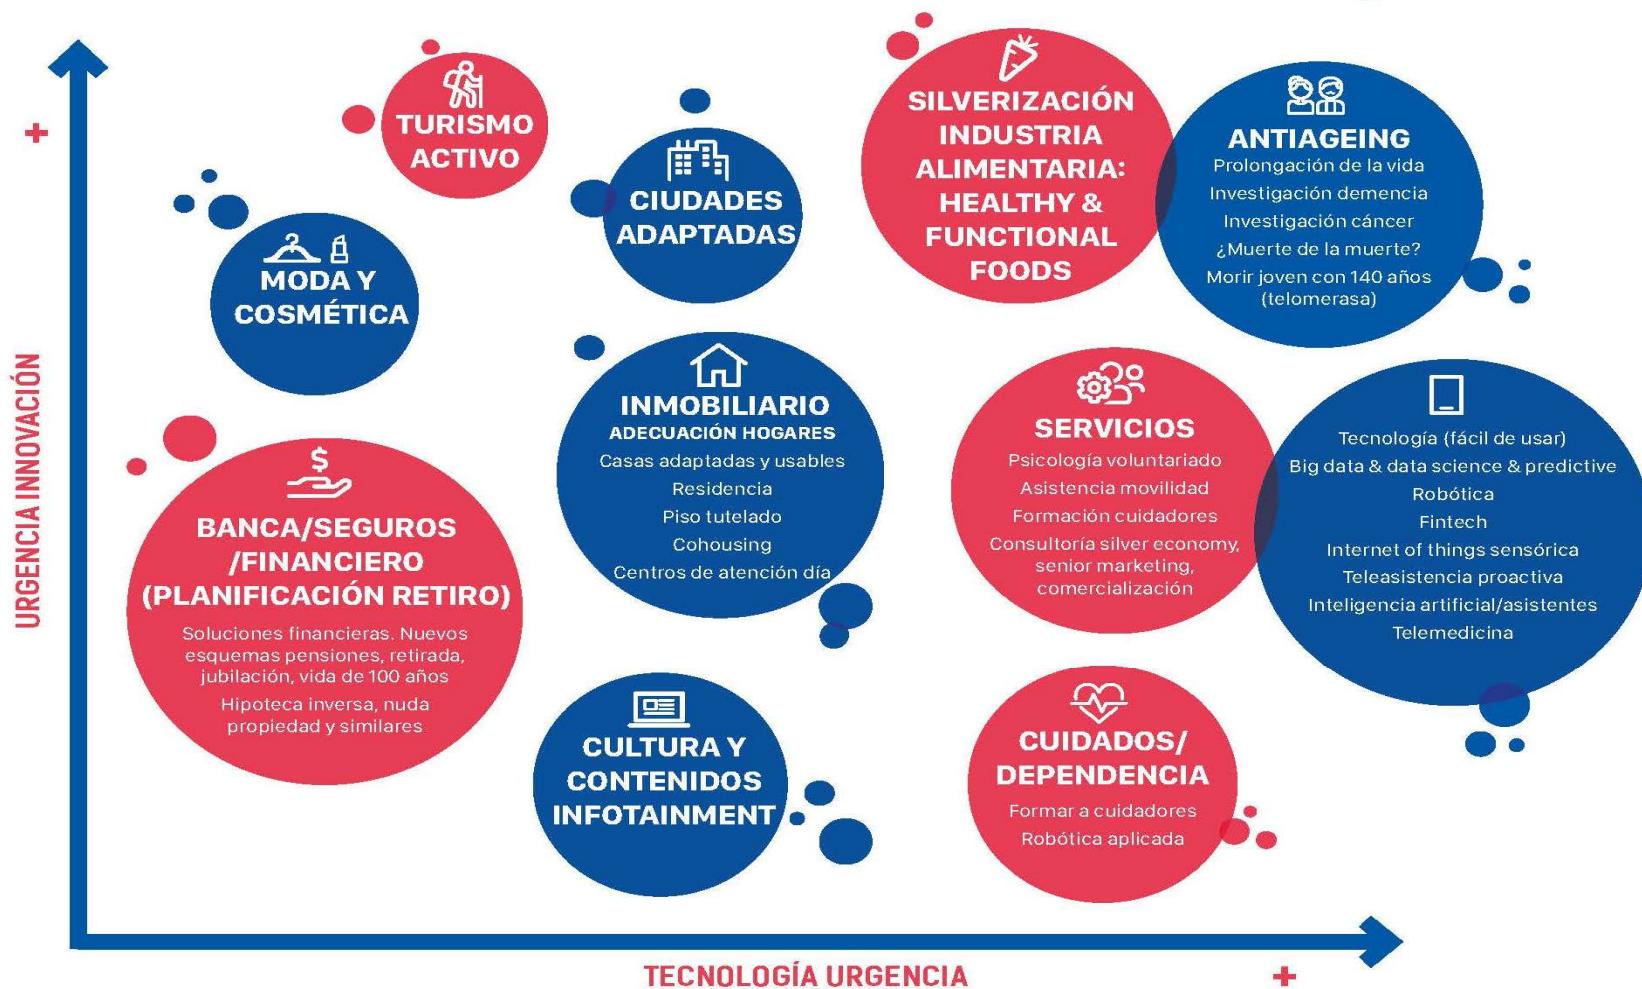 +
URGENCIA INNOVACIÓN
TURISMO
ACTIVO
MODA Y
COSMÉTICA
CIUDADES
ADAPTADAS
SILVERIZACIÓN
INDUSTRIA
ALIMENTARIA:
HEALTHY &
FUNCTIONAL
FOODS
ANTIAGEING
Prolongación de la vida
Investigación demencia
Investigación cáncer
¿Muerte de la muerte?
Morir joven con 140 años
(telomerasa)
$
BANCA/SEGUROS
/FINANCIERO
(PLANIFICACIÓN RETIRO)
Soluciones financieras. Nuevos
esquemas pensiones, retirada,
jubilación, vida de 100 años
Hipoteca inversa, nuda
propiedad y similares
INMOBILIARIO
ADECUACIÓN HOGARES
Casas adaptadas y usables
Residencia
Piso tutelado
Cohousing
Centros de atención día
SERVICIOS
Psicología voluntariado
Asistencia movilidad
Formación cuidadores
Consultoría silver economy,
senior marketing,
comercialización
Tecnología (fácil de usar)
Big data & data science & predictive
Robótica
Fintech
Internet of things sensórica
Teleasistencia proactiva
Inteligencia artificial/asistentes
Telemedicina
CULTURA Y
CONTENIDOS
INFOTAINMENT
CUIDADOS/
DEPENDENCIA
Formar a cuidadores
Robótica aplicada
TECNOLOGÍA URGENCIA
+